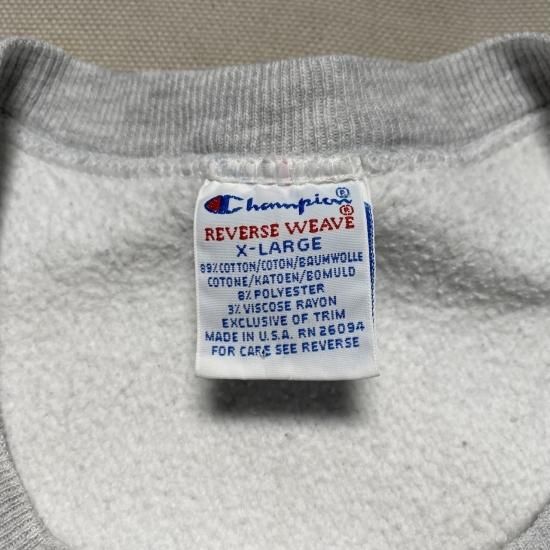 Champion®
REVERSE WEAVE®
X-LARGE
89% COTTON/COTON/BAUMWOLLE
COTONE/KATOEN/BOMULD
8% POLYESTER
3% VISCOSE RAYON
EXCLUSIVE OF TRIM
MADE IN U.S.A. RN 26094
FOR CARE SEE REVERSE